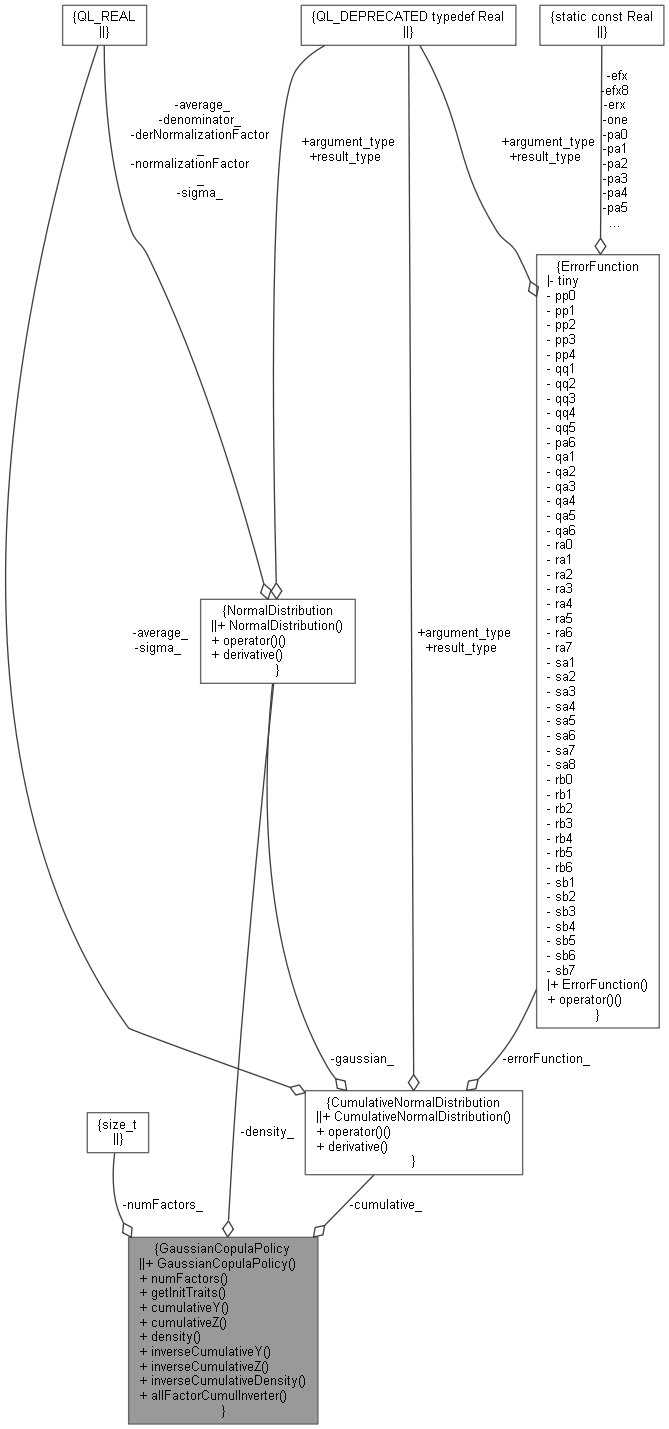 {QL_REAL
||}
{QL_DEPRECATED typedef Real
||}
{static const Real
||}
-average_
-denominator_
-derNormalizationFactor
_
-normalizationFactor
_
-sigma_
+argument_type
+result_type
+argument_type
+result_type
-efx
-efx8
-erx
-one
-pa0
-pa1
-pa2
-pa3
-pa4
-pa5
...
{ErrorFunction
|- tiny
- pp0
- pp1
- pp2
- pp3
- pp4
- qq1
- qq2
- qq3
- qq4
- qq5
- pa6
- qa1
- qa2
- qa3
- qa4
- qa5
- qa6
- ra0
- ra1
- ra2
- ra3
- ra4
- ra5
- ra6
- ra7
- sa1
- sa2
- sa3
- sa4
- sa5
- sa6
- sa7
- sa8
- rb0
- rb1
- rb2
- rb3
- rb4
- rb5
- rb6
- sb1
- sb2
- sb3
- sb4
- sb5
- sb6
- sb7
|+ ErrorFunction()
+ operator()()
}
{NormalDistribution
||+ NormalDistribution()
+ operator()()
+ derivative()
}
-average_
-sigma_
+argument_type
+result_type
-gaussian_
-errorFunction_
{CumulativeNormalDistribution
||+ CumulativeNormalDistribution()
+ operator()()
+ derivative()
}
{size_t
||}
-density_
-numFactors_
-cumulative_
{GaussianCopulaPolicy
||+ GaussianCopulaPolicy()
+ numFactors()
+ getInitTraits()
+ cumulativeY()
+ cumulativeZ()
+ density()
+ inverseCumulativeY()
+ inverseCumulativeZ()
+ inverseCumulativeDensity()
+ allFactorCumulInverter()
}